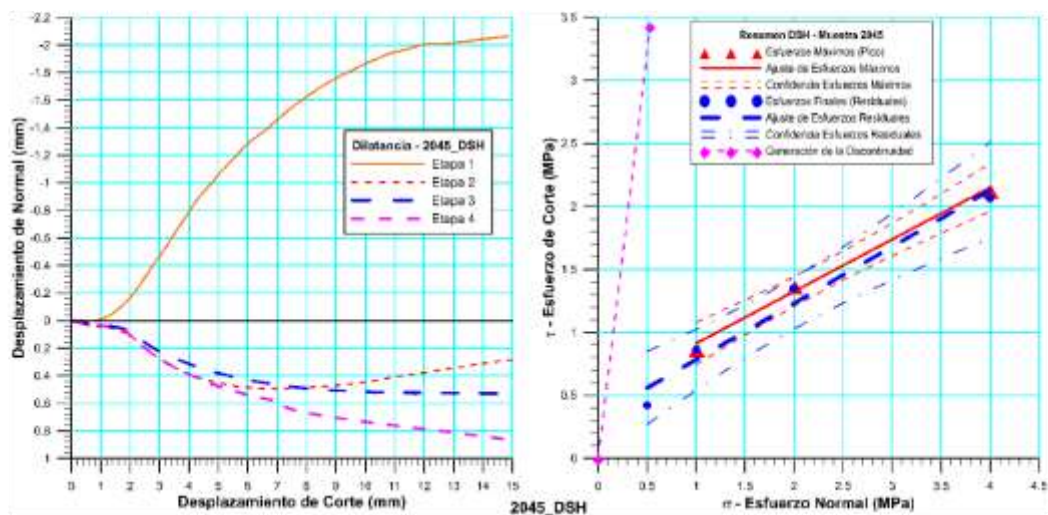 -2.2
-2
-1.8
-1.6
-1.4
-1.2
-1
-0.8
-0.6
-0.4
-0.2
0
0.2
0.4
0.6
0.8
1
Desplazamiento de Normal (mm)
Dilatancia - 2045_DSH
Etapa 1
Etapa 2
Etapa 3
Etapa 4
0 1 2 3 4 5 6 7 8 9 10 11 12 13 14 15
Desplazamiento de Corte (mm)
3.5
3
2.5
2
1.5
1
0.5
0
τ - Esfuerzo de Corte (MPa)
Resumen DSH - Muestra 2045
Esfuerzos Máximos (Pico)
Ajuste de Esfuerzos Máximos
Confidencia Esfuerzos Máximos
Esfuerzos Finales (Residuales)
Ajuste de Esfuerzos Residuales
Confidencia Esfuerzos Residuales
Generación de la Discontinuidad
0 0.5 1 1.5 2 2.5 3 3.5 4 4.5
- Esfuerzo Normal (MPa)
2045_DSH